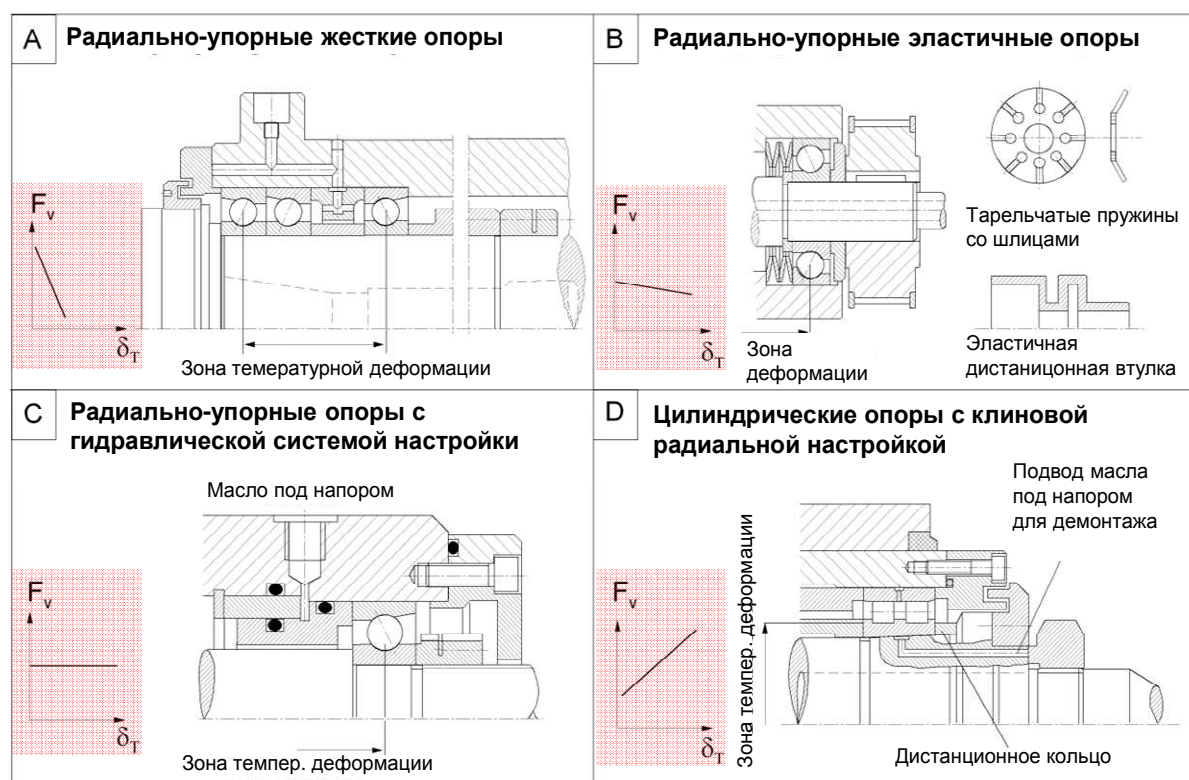 A
Радиально-упорные жесткие опоры
F v
δ T
Зона темературной деформации
B
Радиально-упорные эластичные опоры
F v
δ T
Зона
деформации
Тарельчатые пружины
со шлицами
Эластичная
дистаницонная втулка
C
Радиально-упорные опоры с
гидравлической системой настройки
Масло под напором
F v
δ T
Зона темпер. деформации
D
Цилиндрические опоры с клиновой
радиальной настройкой
Подвод масла
под напором
для демонтажа
F v
δ T
Зона темпер. деформации
Дистанционное кольцо